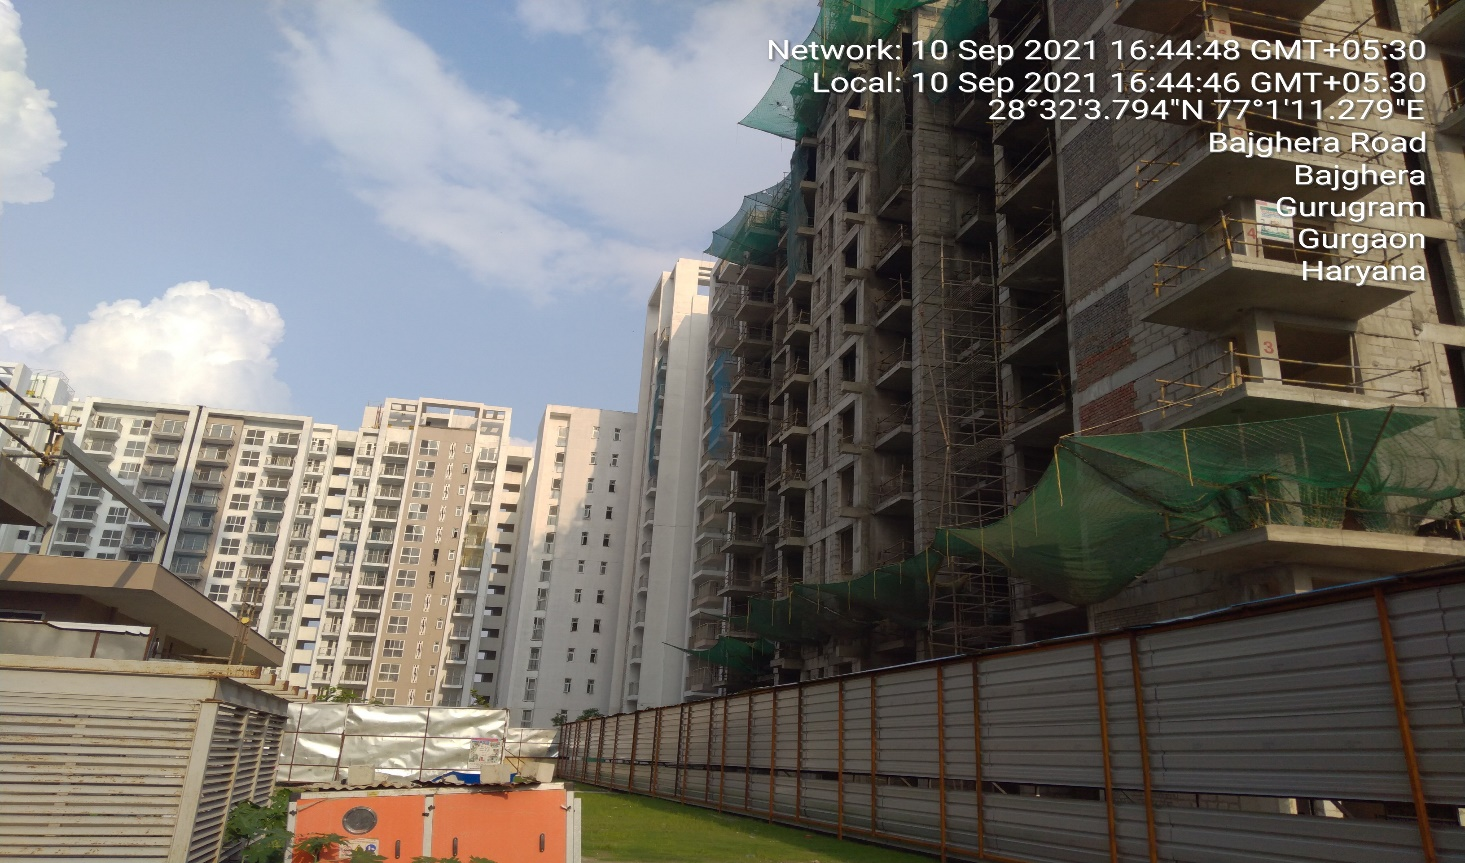 Network: 10 Sep 2021 16:44:48 GMT+05:30
Local: 10 Sep 2021 16:44:46 GMT+05:30
28°32'3.794"N 77°1'11.279"E
Bajghera Road
Bajghera
Gurugram
Gurgaon
Haryana
4
3